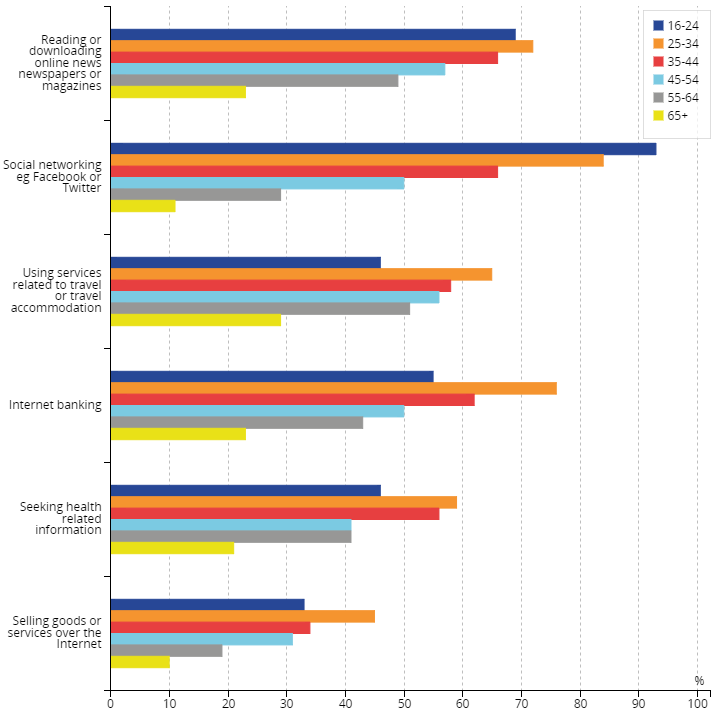 Reading or
downloading
online news
newspapers or
magazines
Social networking
eg Facebook or
Twitter
Using services
related to travel
or travel
accommodation
Internet banking
Seeking health
related
information
Selling goods or
services over the
Internet
16-24
25-34
35-44
45-54
55-64
65+
%
0 10 20 30 40 50 60 70 80 90 100